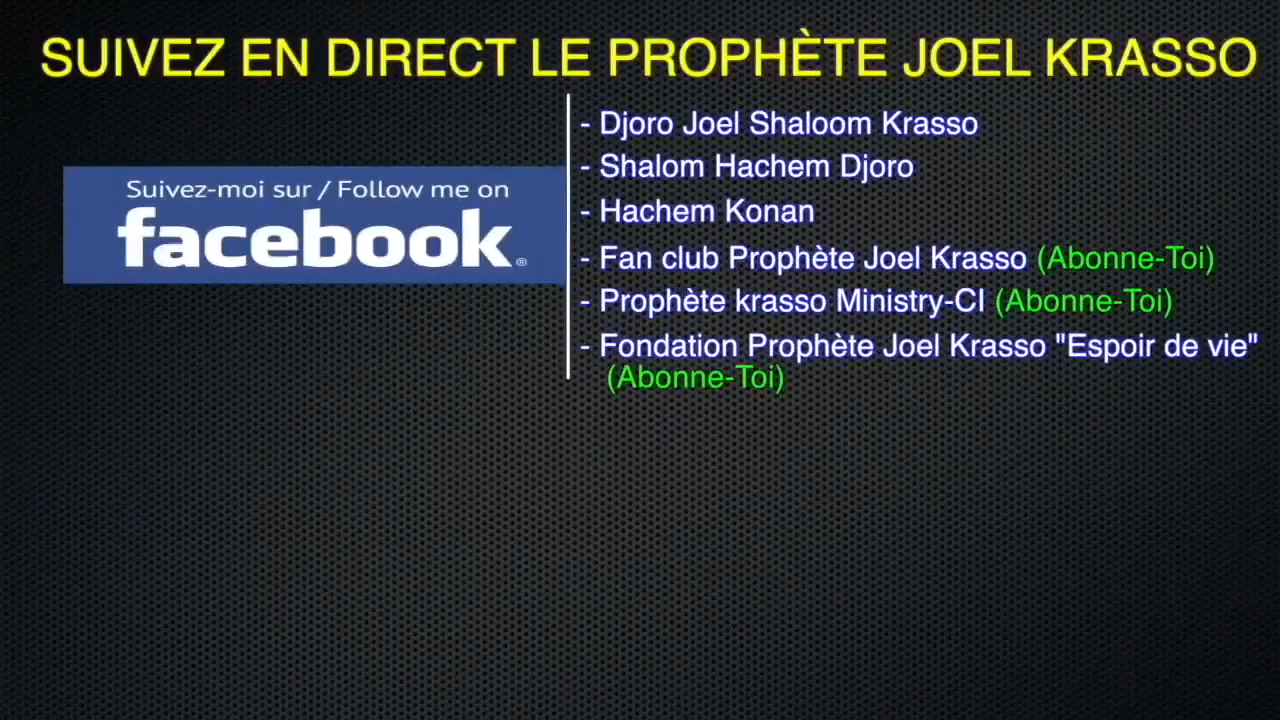 SUIVEZ EN DIRECT LE PROPHÈTE JOEL KRASSO
Suivez-moi sur / Follow me on
facebook®
- Djoro Joel Shaloom Krasso
- Shalom Hachem Djoro
- Hachem Konan
- Fan club Prophète Joel Krasso (Abonne-Toi)
- Prophète krasso Ministry-CI (Abonne-Toi)
- Fondation Prophète Joel Krasso "Espoir de vie"
(Abonne-Toi)